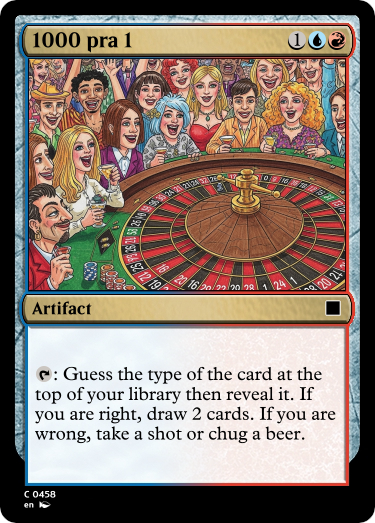 1000 pra 1
1
Artifact
: Guess the type of the card at the
top of your library then reveal it. If
you are right, draw 2 cards. If you are
wrong, take a shot or chug a beer.
C 0458
en